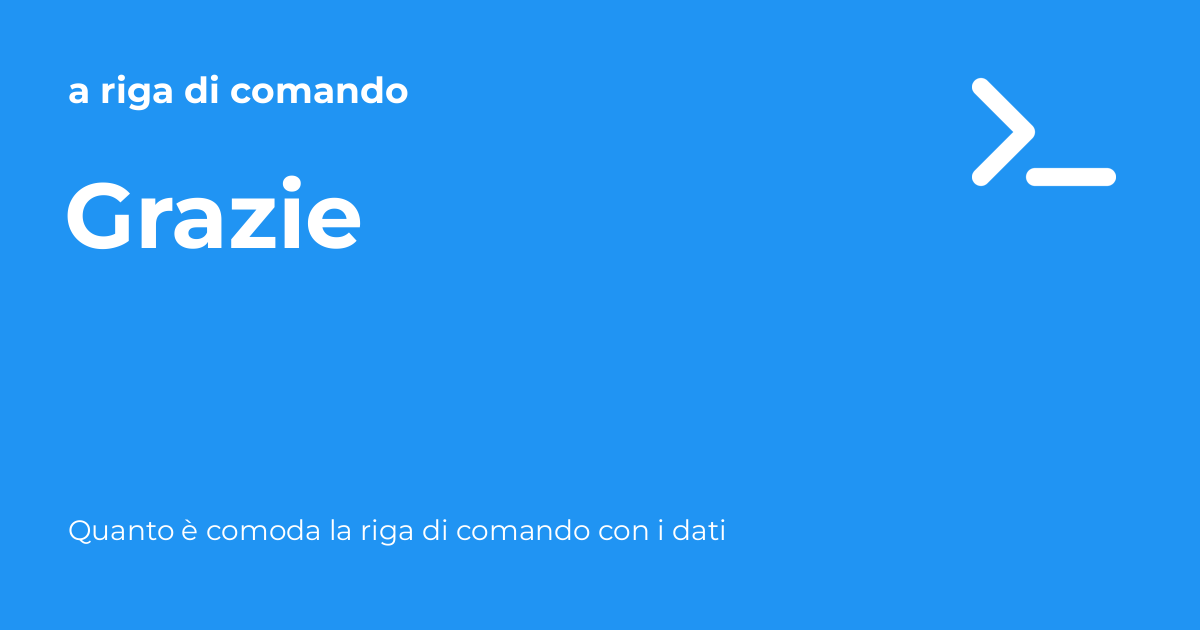 a riga di comando
Grazie
Quanto è comoda la riga di comando con i dati